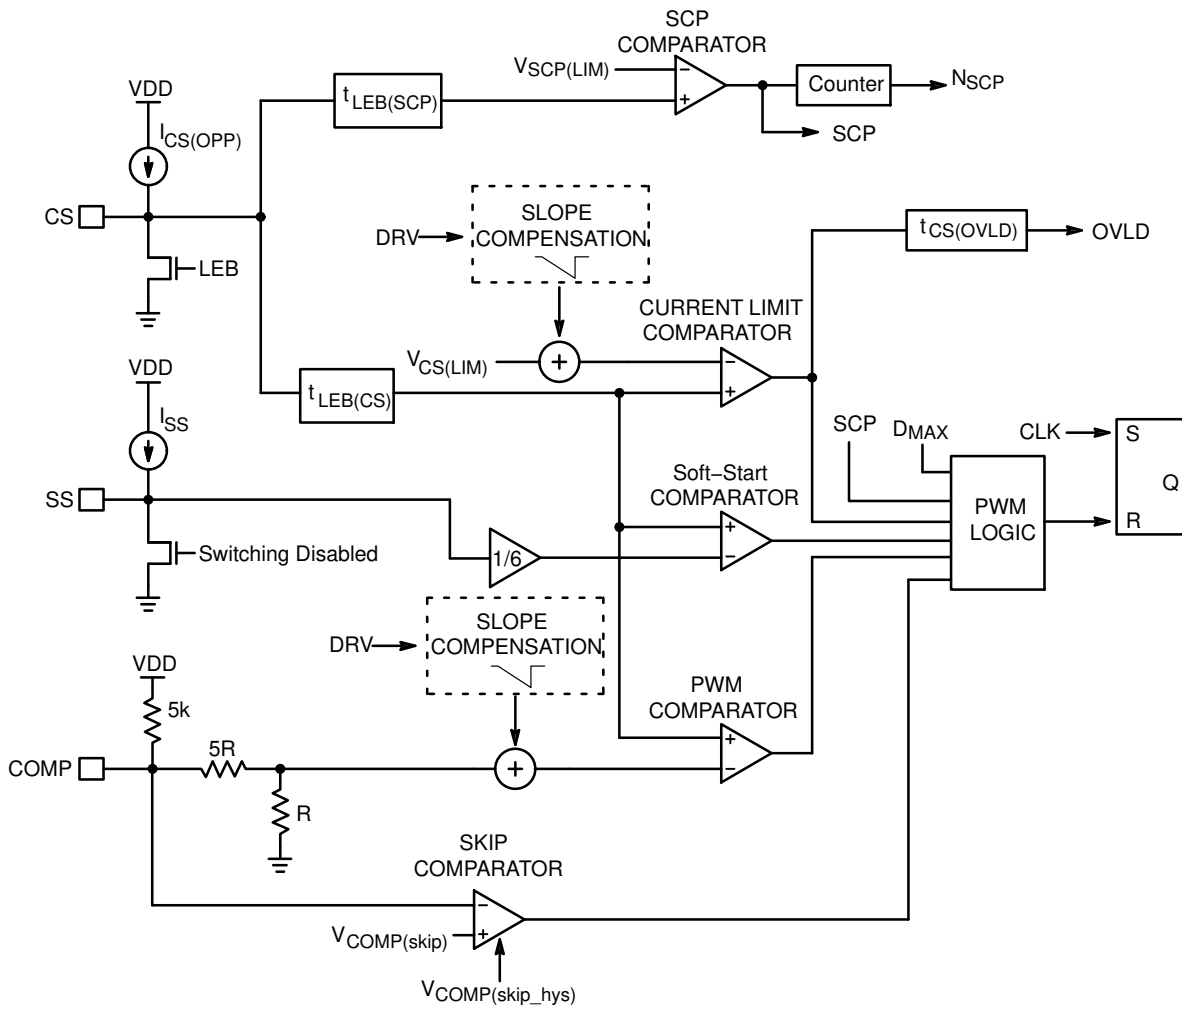 SCP
COMPARATOR
VSCP(LIM)
−
+
Counter
NSCP
SCP
VDD
tLEB(SCP)
ICS(OPP)
CS
LEB
DRV
SLOPE
COMPENSATION
tCS(OVLD)
OVLD
CURRENT LIMIT
COMPARATOR
VCS(LIM)
+
−
+
VDD
tLEB(CS)
ISS
SS
Switching Disabled
1/6
Soft−Start
COMPARATOR
+
−
SCP
DMAX
CLK
S
Q
R
PWM
LOGIC
DRV
SLOPE
COMPENSATION
VDD
5k
COMP
5R
R
+
PWM
COMPARATOR
+
−
SKIP
COMPARATOR
−
+
VCOMP(skip)
VCOMP(skip_hys)